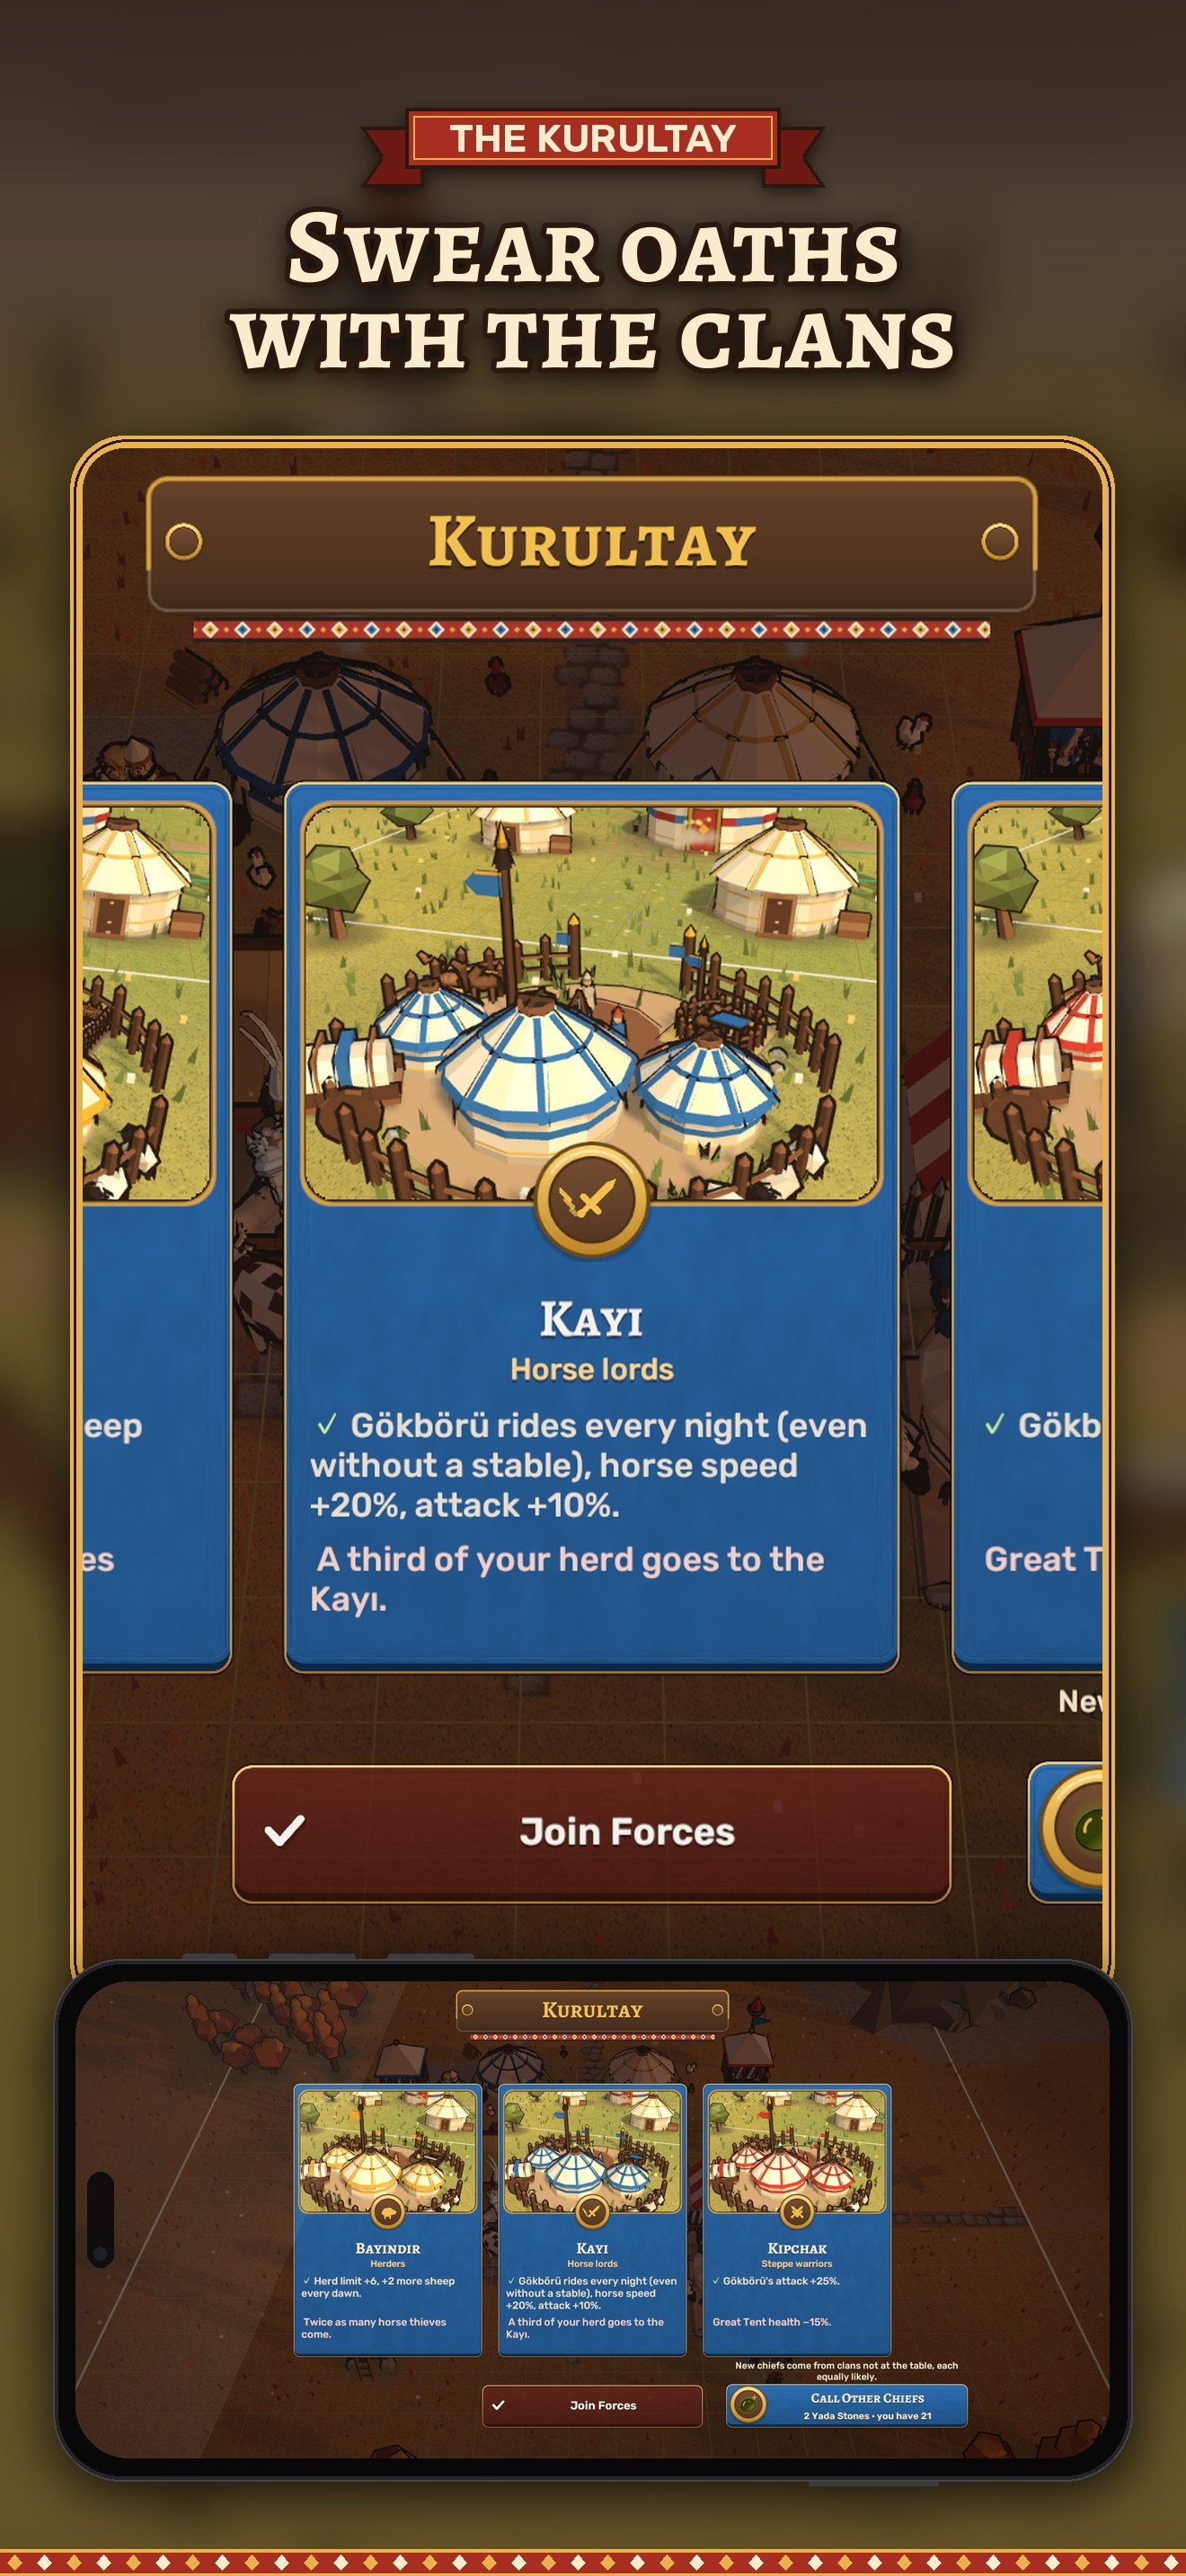 THE KURULTAY
SWEAR OATHS
WITH THE CLANS
KURULTAY
KAYI
Horse lords
✓ Gökbörü rides every night (even
without a stable), horse speed
+20%, attack +10%.
A third of your herd goes to the
Kayı.
eep
es
✓ Gökb
Great T
Nev
Join Forces
KURULTAY
BAYINDIR
Herders
✓ Herd limit +6, +2 more sheep
every dawn.
Twice as many horse thieves
come.
KAYI
Horse lords
✓ Gökbörü rides every night (even
without a stable), horse speed
+20%, attack +10%.
A third of your herd goes to the
Kayı.
KIPCHAK
Steppe warriors
✓ Gökbörü's attack +25%.
Great Tent health −15%.
New chiefs come from clans not at the table, each
equally likely.
Join Forces
CALL OTHER CHIEFS
2 Yada Stones • you have 21